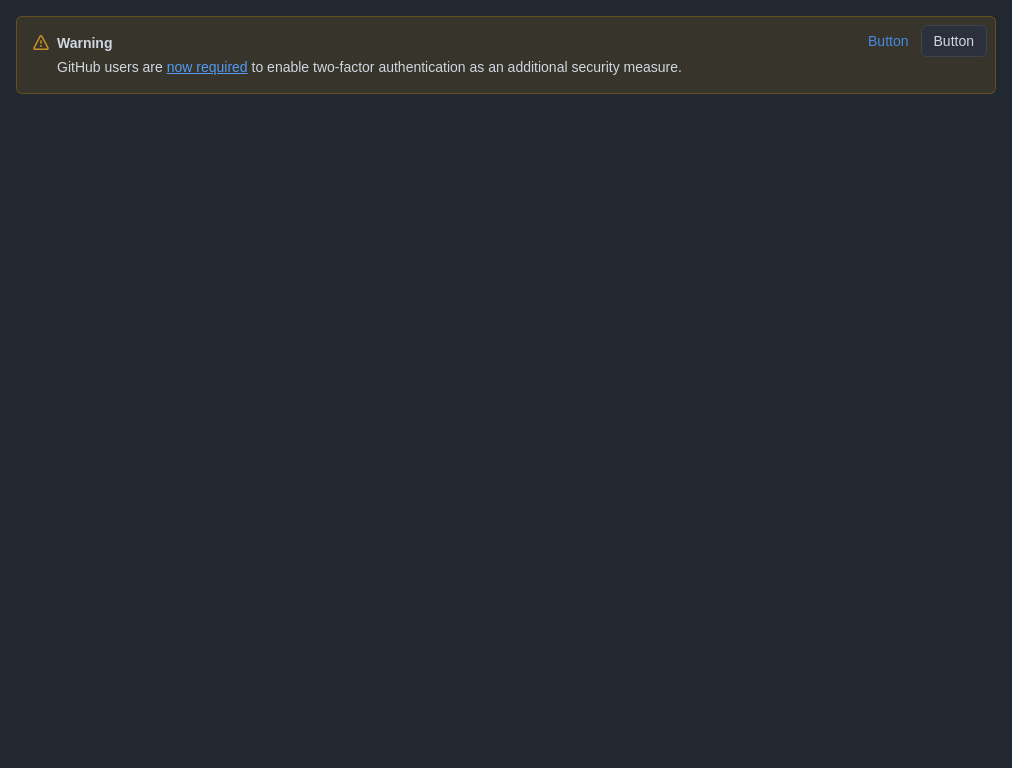 Warning
Button
Button
GitHub users are now required to enable two-factor authentication as an additional security measure.